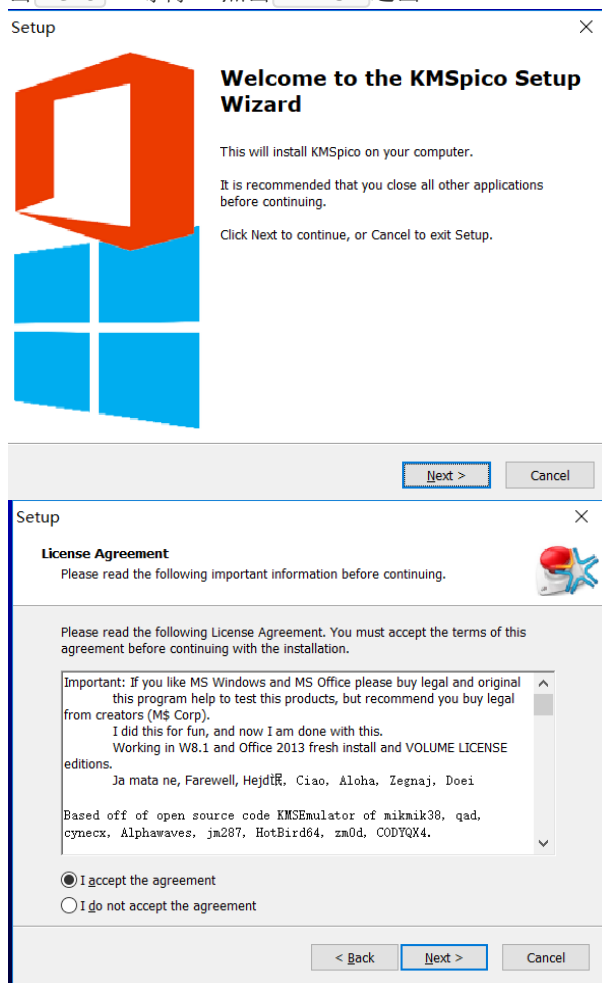 Setup
Welcome to the KMSpico Setup
Wizard
This will install KMSpico on your computer.
It is recommended that you close all other applications
before continuing.
Click Next to continue, or Cancel to exit Setup.
Next >
Cancel
Setup
License Agreement
Please read the following important information before continuing.
Please read the following License Agreement. You must accept the terms of this
agreement before continuing with the installation.
Important: If you like MS Windows and MS Office please buy legal and original
this program help to test this products, but recommend you buy legal
from creators (M$ Corp).
I did this for fun, and now I am done with this.
Working in W8.1 and Office 2013 fresh install and VOLUME LICENSE
editions.
Ja mata ne, Farewell, Hejdt氓, Ciao, Aloha, Zegnaj, Doei
Based off of open source code KMSEmulator of mikmik38, qad,
cynecx, Alphawaves, jm287, HotBird64, zm0d, CODYQX4.
I accept the agreement
I do not accept the agreement
< Back
Next >
Cancel